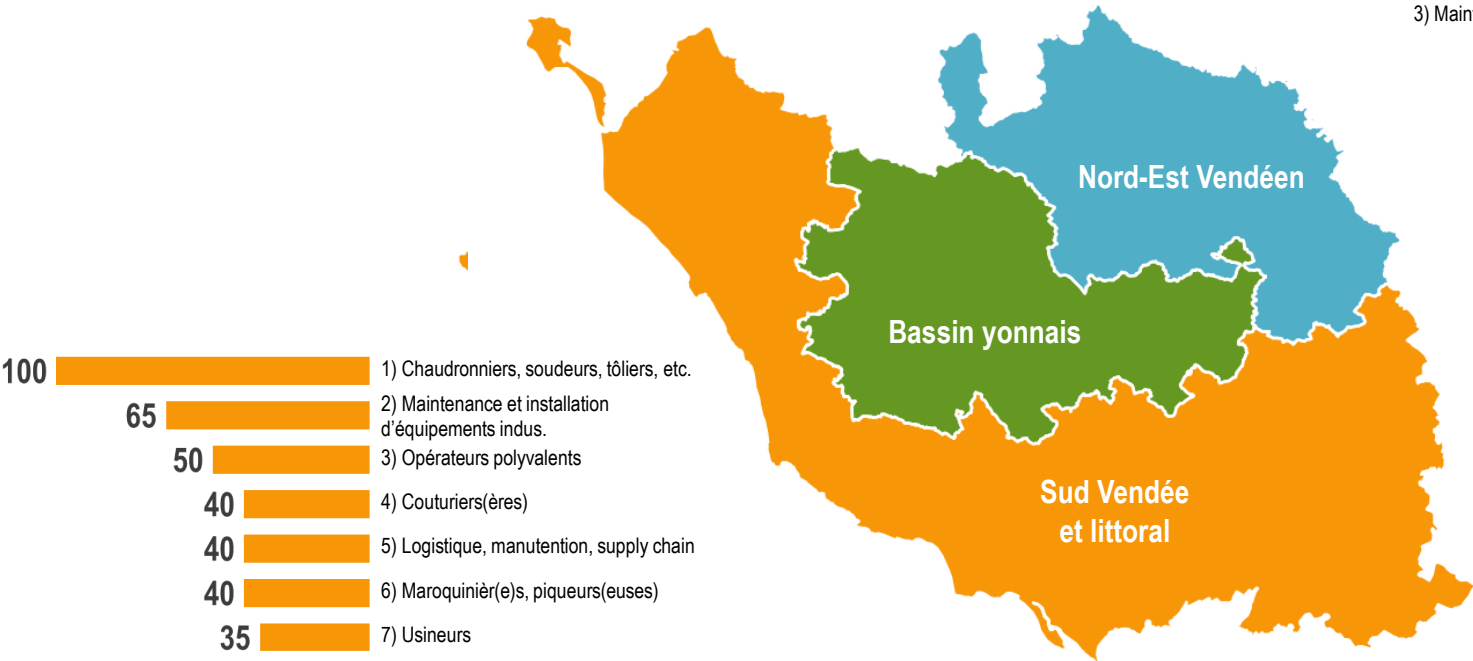 3) Main
Nord-Est Vendéen
Bassin yonnais
Sud Vendée
et littoral
100 1) Chaudronniers, soudeurs, tôliers, etc.
65 2) Maintenance et installation
d'équipements indus.
50 3) Opérateurs polyvalents
40 4) Couturiers(ères)
40 5) Logistique, manutention, supply chain
40 6) Maroquinièr(e)s, piqueurs(euses)
35 7) Usineurs